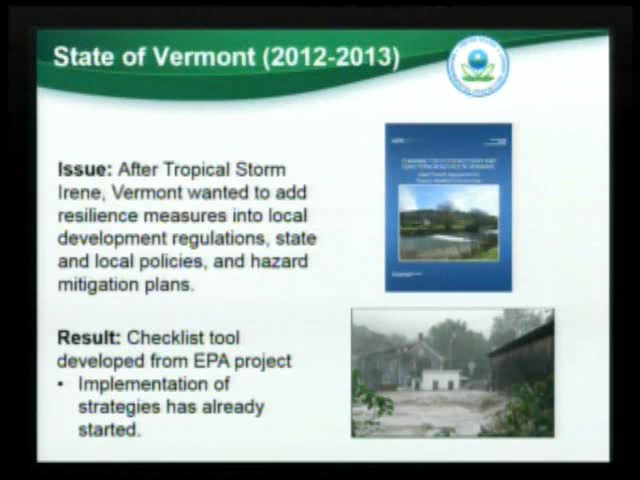 State of Vermont (2012-2013)
Issue: After Tropical Storm
Irene, Vermont wanted to add
resilience measures into local
development regulations, state
and local policies, and hazard
mitigation plans.
Result: Checklist tool
developed from EPA project
• Implementation of
strategies has already
started.